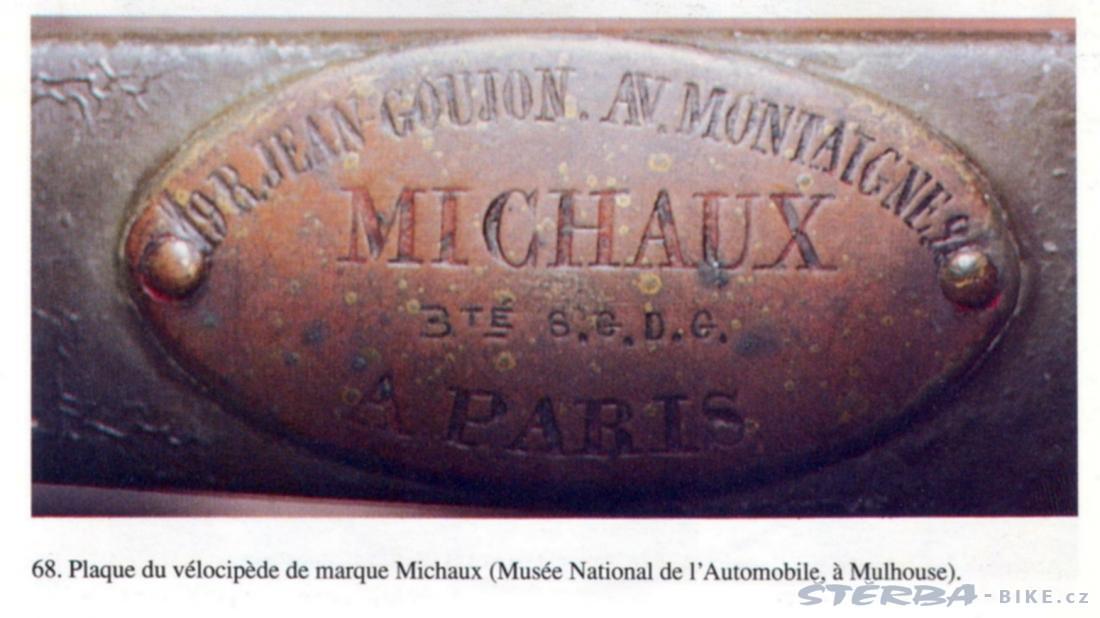 19 R. JEAN-GOUJON. AV. MONTAIGNE,
MICHAUX
BTÉ S.G.D.G.
A PARIS
68. Plaque du vélocipède de marque Michaux (Musée National de l'Automobile, à Mulhouse).
ŠTĚRBA-BIKE.cz